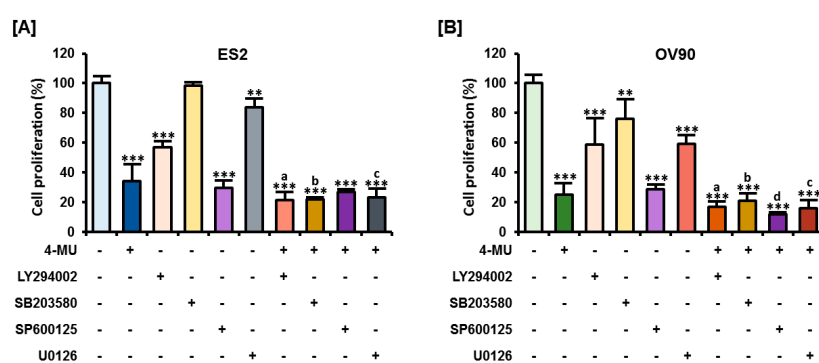 [A]
ES2
Cell proliferation (%)
120
100
80
60
40
20
0
***
***
***
**
a
***
b
***
***
c
***
4-MU - + - - - - + + + +
LY294002 - - + - - - + - - -
SB203580 - - - + - - - + - -
SP600125 - - - - + - - - + -
U0126 - - - - - + - - - +
[B]
OV90
Cell proliferation (%)
120
100
80
60
40
20
0
***
***
**
***
***
a
***
b
***
d
***
c
***
4-MU - + - - - - + + + +
LY294002 - - + - - - + - - -
SB203580 - - - + - - - + - -
SP600125 - - - - + - - - + -
U0126 - - - - - + - - - +